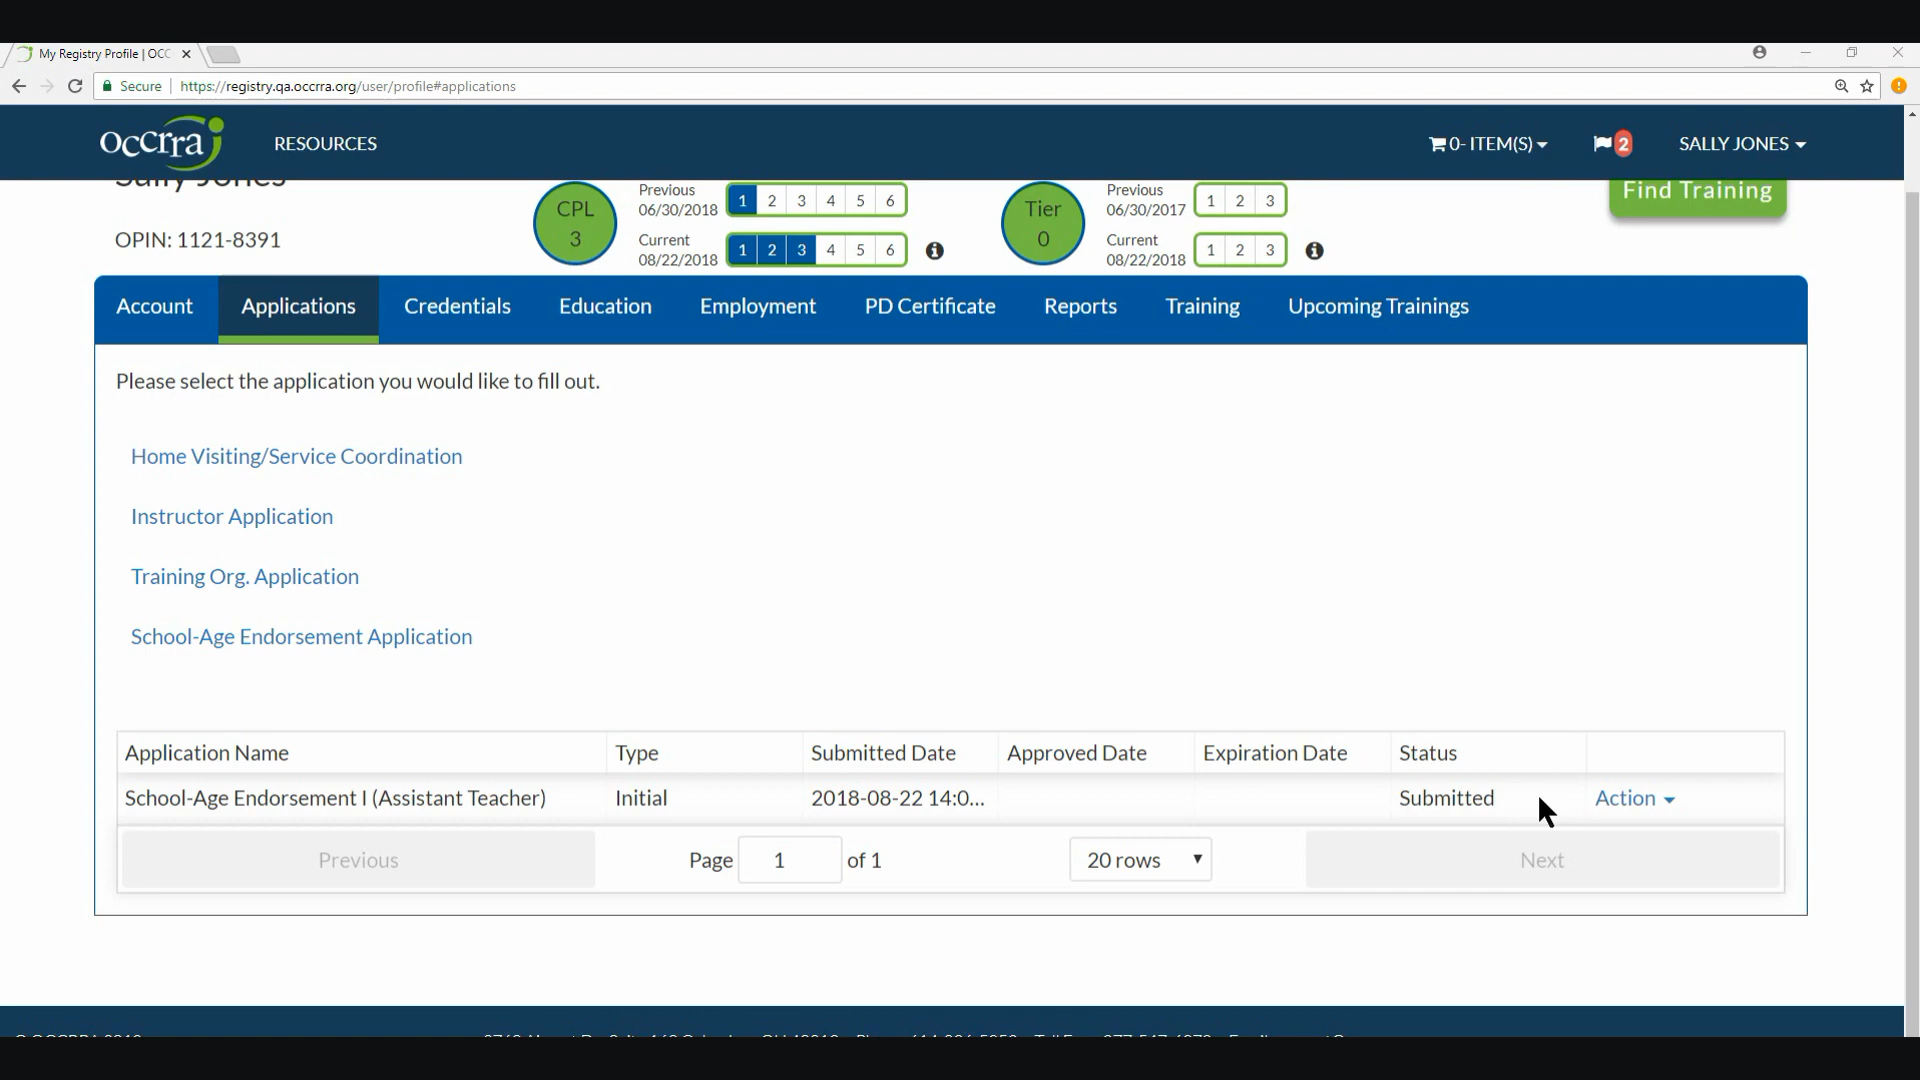 My Registry Profile | OCC
Secure https://registry.qa.occrra.org/user/profile#applications
occrra RESOURCES 0- ITEM(S) 2 SALLY JONES
Sally Jones
OPIN: 1121-8391
CPL
3
Previous
06/30/2018
1 2 3 4 5 6
Current
08/22/2018
1 2 3 4 5 6
Tier
0
Previous
06/30/2017
1 2 3
Current
08/22/2018
1 2 3
Find Training
Account Applications Credentials Education Employment PD Certificate Reports Training Upcoming Trainings
Please select the application you would like to fill out.
Home Visiting/Service Coordination
Instructor Application
Training Org. Application
School-Age Endorsement Application
Application Name Type Submitted Date Approved Date Expiration Date Status
School-Age Endorsement I (Assistant Teacher) Initial 2018-08-22 14:0... Submitted Action
Previous Page 1 of 1 20 rows Next